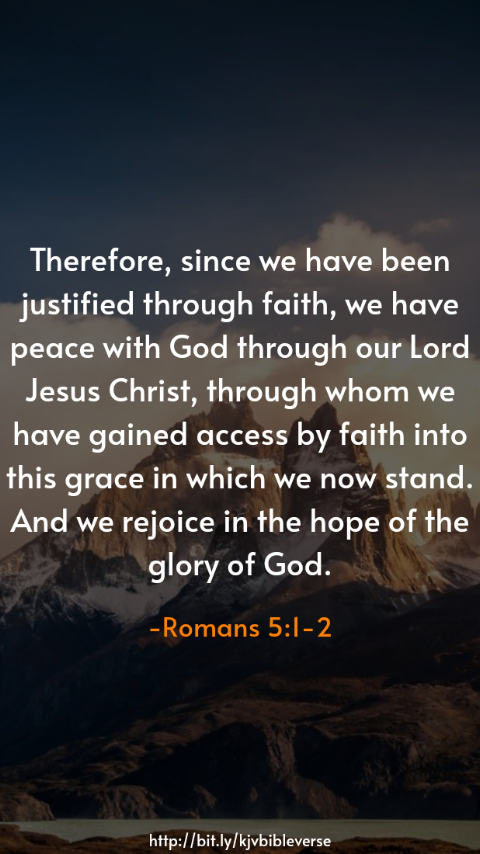 Therefore, since we have been
justified through faith, we have
peace with God through our Lord
Jesus Christ, through whom we
have gained access by faith into
this grace in which we now stand.
And we rejoice in the hope of the
glory of God.
-Romans 5:1-2
http://bit.ly/kjvbibleverse